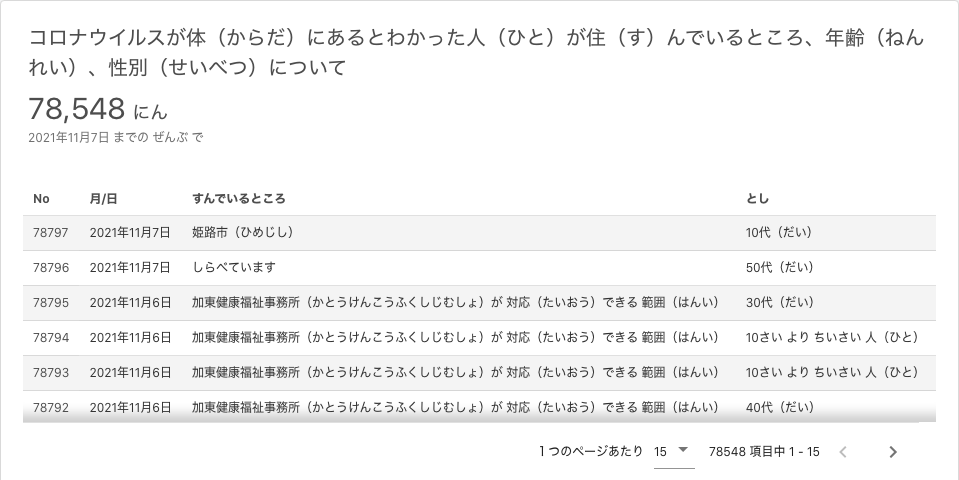 コロナウイルスが体（からだ）にあるとわかった人（ひと）が住（す）んでいるところ、年齢（ねん
れい）、性別（せいべつ）について
78,548 にん
2021年11月7日 までの ぜんぶ で
No 月/日 すんでいるところ とし
78797 2021年11月7日 姫路市（ひめじし） 10代（だい）
78796 2021年11月7日 しらべています 50代（だい）
78795 2021年11月6日 加東健康福祉事務所（かとうけんこうふくしじむしょ）が 対応（たいおう）できる 範囲（はんい） 30代（だい）
78794 2021年11月6日 加東健康福祉事務所（かとうけんこうふくしじむしょ）が 対応（たいおう）できる 範囲（はんい） 10さい より ちいさい 人（ひと）
78793 2021年11月6日 加東健康福祉事務所（かとうけんこうふくしじむしょ）が 対応（たいおう）できる 範囲（はんい） 10さい より ちいさい 人（ひと）
78792 2021年11月6日 加東健康福祉事務所（かとうけんこうふくしじむしょ）が 対応（たいおう）できる 範囲（はんい） 40代（だい）
1 つのページあたり 15 78548 項目中 1 - 15